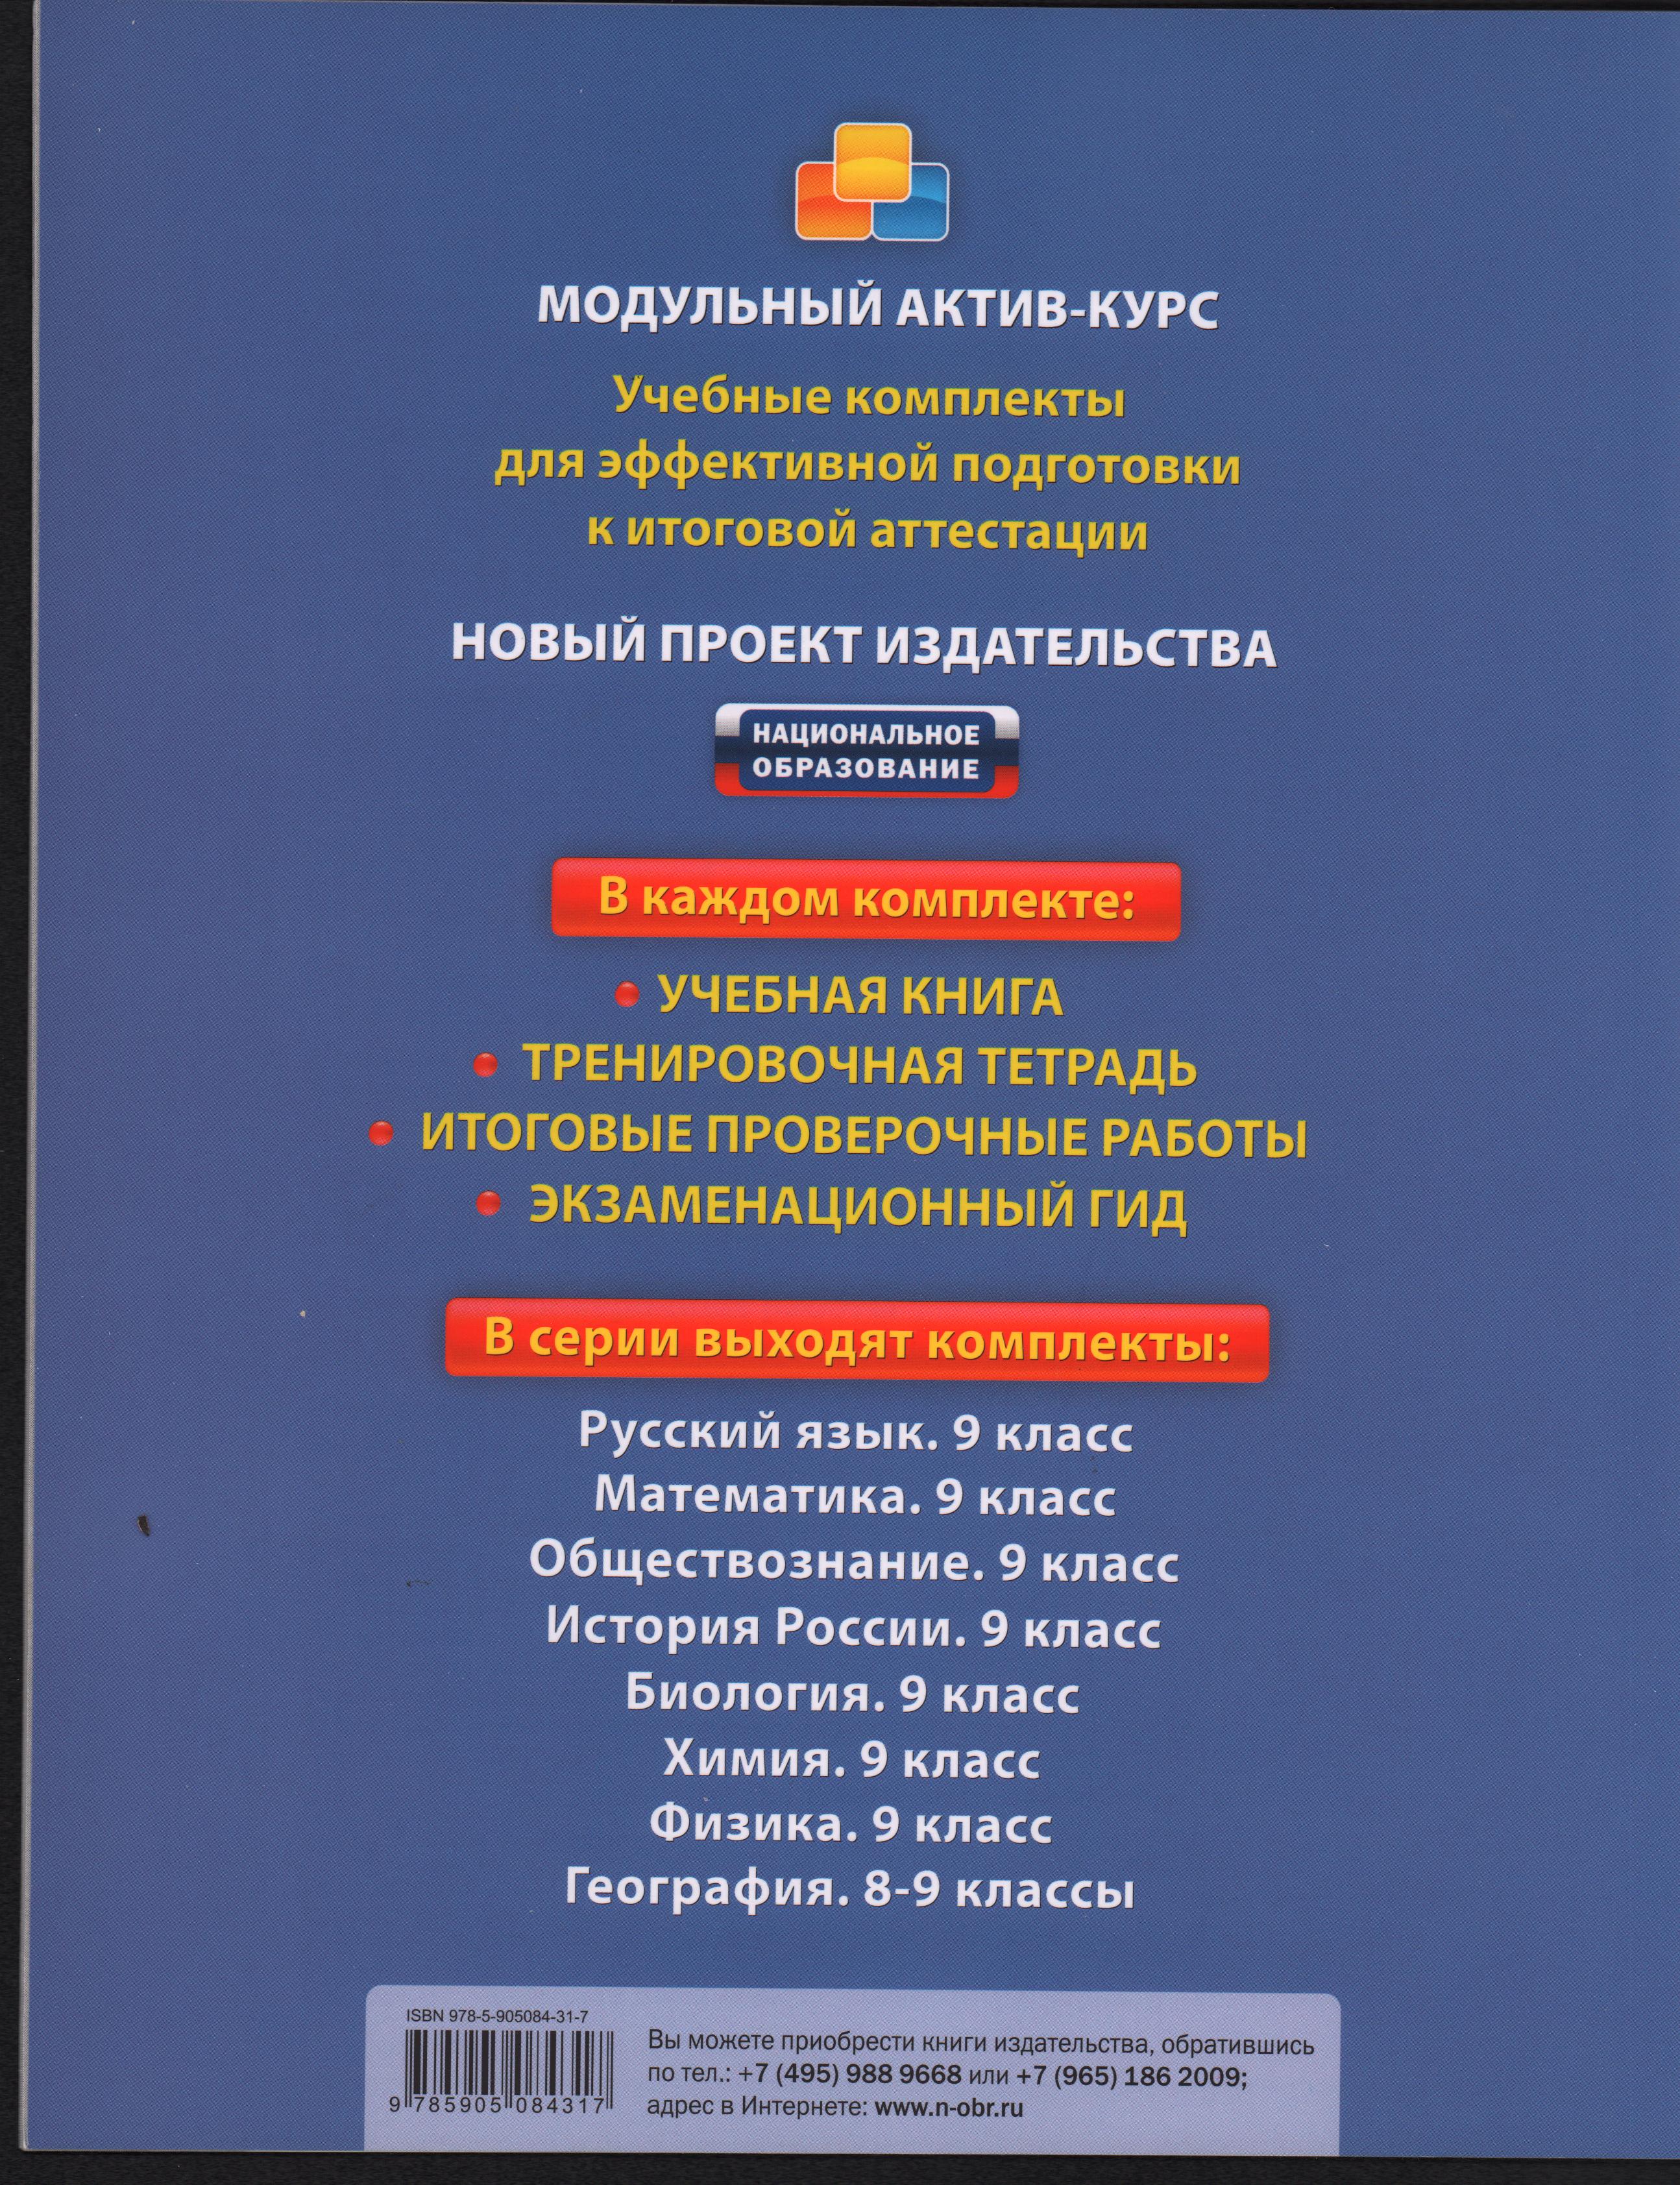 МОДУЛЬНЫЙ АКТИВ-КУРС
Учебные комплекты
для эффективной подготовки
к итоговой аттестации
НОВЫЙ ПРОЕКТ ИЗДАТЕЛЬСТВА
НАЦИОНАЛЬНОЕ
ОБРАЗОВАНИЕ
В каждом комплекте:
• УЧЕБНАЯ КНИГА
• ТРЕНИРОВОЧНАЯ ТЕТРАДЬ
• ИТОГОВЫЕ ПРОВЕРОЧНЫЕ РАБОТЫ
• ЭКЗАМЕНАЦИОННЫЙ ГИД
В серии выходят комплекты:
Русский язык. 9 класс
Математика. 9 класс
Обществознание. 9 класс
История России. 9 класс
Биология. 9 класс
Химия. 9 класс
Физика. 9 класс
География. 8-9 классы
ISBN 978-5-905084-31-7
9 785905 084317
Вы можете приобрести книги издательства, обратившись
по тел.: +7 (495) 988 9668 или +7 (965) 186 2009;
адрес в Интернете: www.n-obr.ru